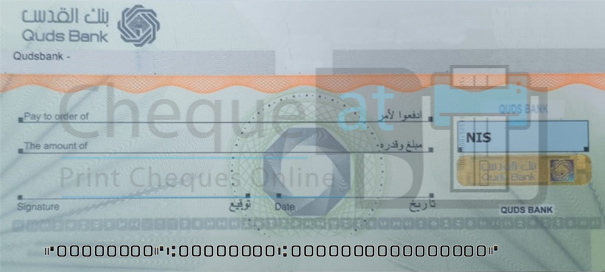 بنك القدس
Quds Bank
Qudsbank -
Cheque at
QUDS BANK
Pay to order of ادفعوا لأمر
NIS
The amount of مبلغ وقدره
بنك القدس
Quds Bank
Print Cheques Online
Signature توقيع Date تاريخ
QUDS BANK
⑈00000000⑈⑆00000000⑆0000000000000000⑈